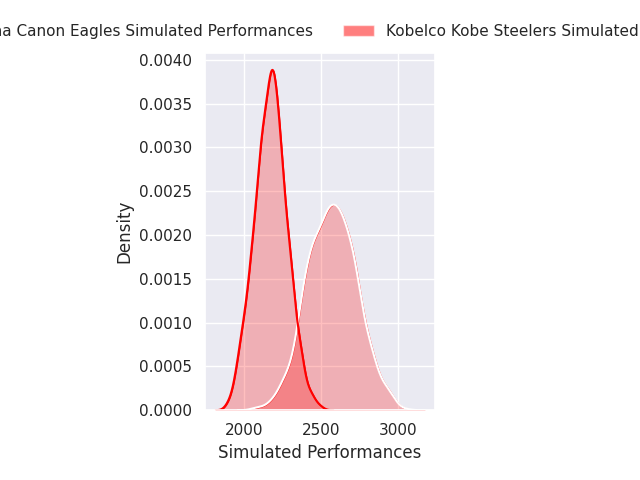 Canon Eagles Simulated Performances Kobelco Kobe Steelers Simulated
0.0040
0.0035
0.0030
0.0025
0.0020
0.0015
0.0010
0.0005
0.0000
Density
2000 2500 3000
Simulated Performances